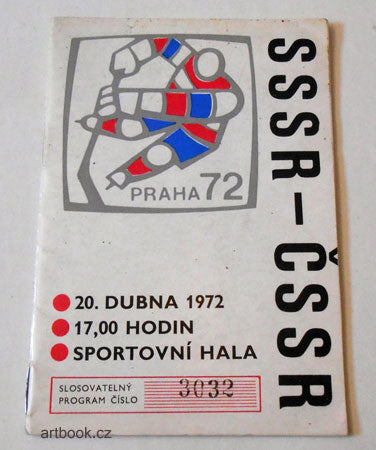 PRAHA 72
SSSR – ČSSR
20. DUBNA 1972
17,00 HODIN
SPORTOVNÍ HALA
SLOSOVATELNÝ
PROGRAM ČÍSLO
3032
artbook.cz